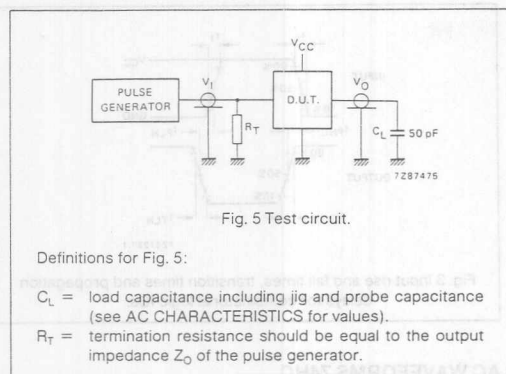 V_CC
PULSE
GENERATOR
V_I
D.U.T.
V_O
R_T
C_L
50 pF
7Z87475
Fig. 5 Test circuit.
Definitions for Fig. 5:
C_L = load capacitance including jig and probe capacitance
(see AC CHARACTERISTICS for values).
R_T = termination resistance should be equal to the output
impedance Z_O of the pulse generator.